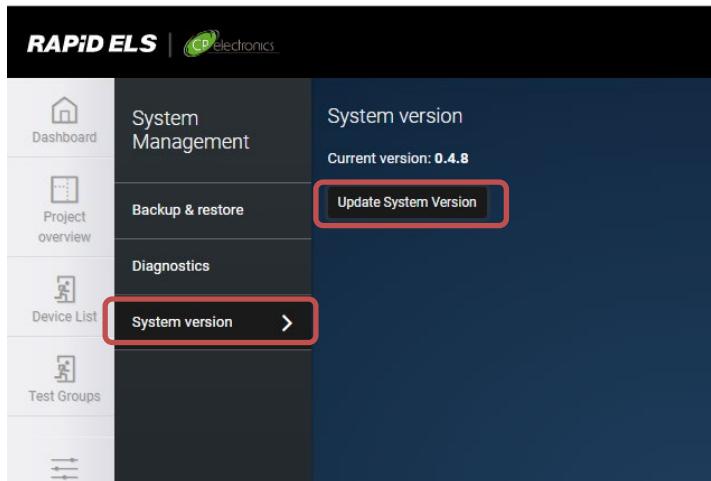 RAPiD ELS | CP electronics
Dashboard
Project
overview
Device List
Test Groups
System
Management
Backup & restore
Diagnostics
System version
System version
Current version: 0.4.8
Update System Version